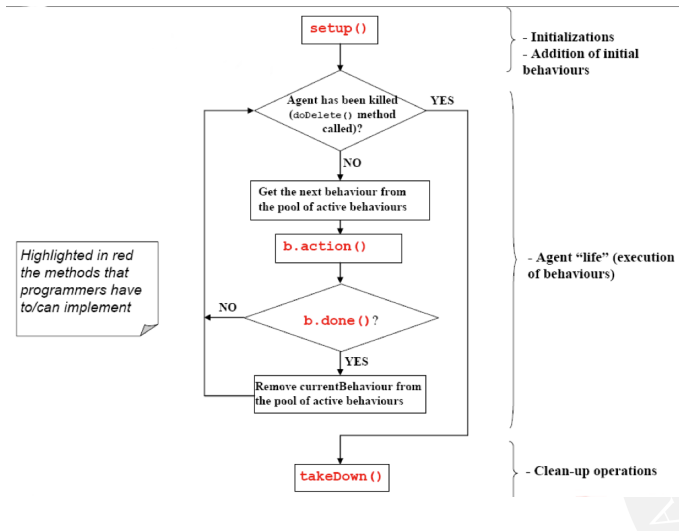 setup()
- Initializations
- Addition of initial
behaviours
Agent has been killed
(doDelete() method
called)?
YES
NO
Get the next behaviour from
the pool of active behaviours
b.action()
- Agent “life” (execution
of behaviours)
Highlighted in red
the methods that
programmers have
to/can implement
NO
b.done()?
YES
Remove currentBehaviour from
the pool of active behaviours
takeDown()
- Clean-up operations